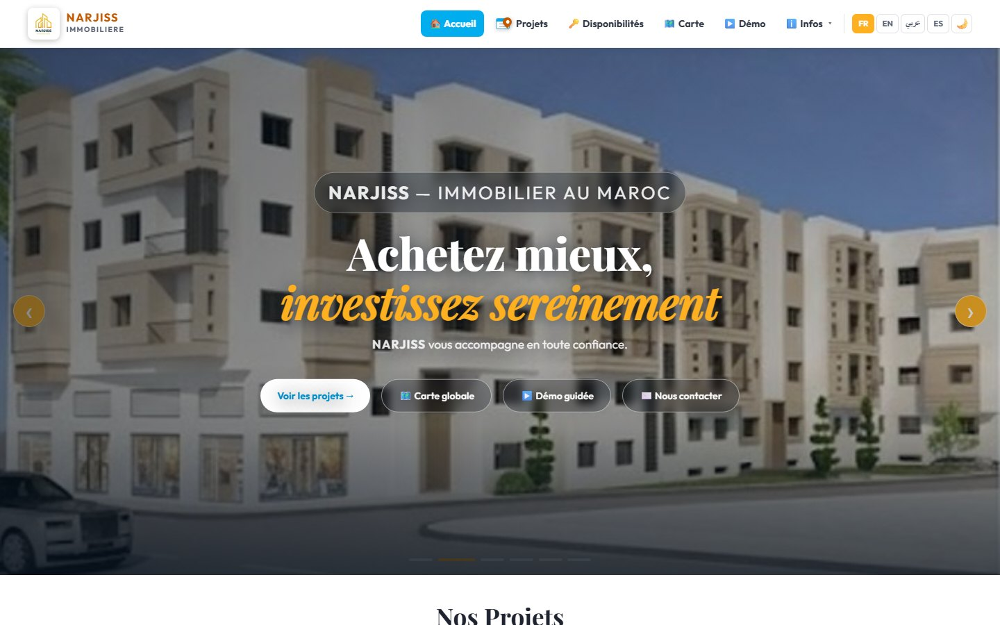 NARJISS
NARJISS
IMMOBILIERE
Accueil
Projets
Disponibilités
Carte
Démo
Infos
FR
EN
عربي
ES
NARJISS — IMMOBILIER AU MAROC
Achetez mieux,
investissez sereinement
NARJISS vous accompagne en toute confiance.
Voir les projets →
Carte globale
Démo guidée
Nous contacter
Nos Projets